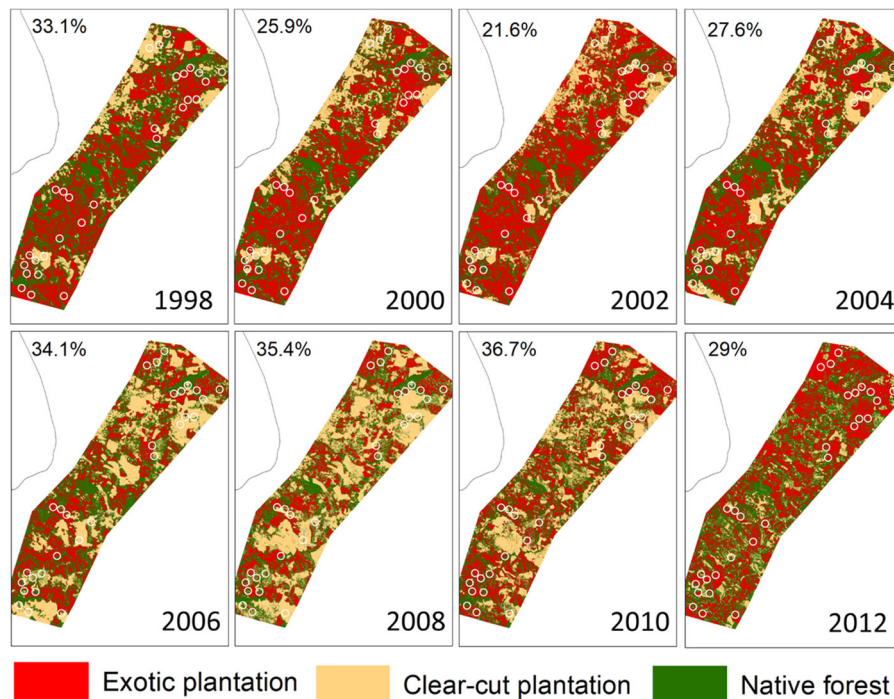 33.1% 25.9% 21.6% 27.6%
1998 2000 2002 2004
34.1% 35.4% 36.7% 29%
2006 2008 2010 2012
Exotic plantation Clear-cut plantation Native forest